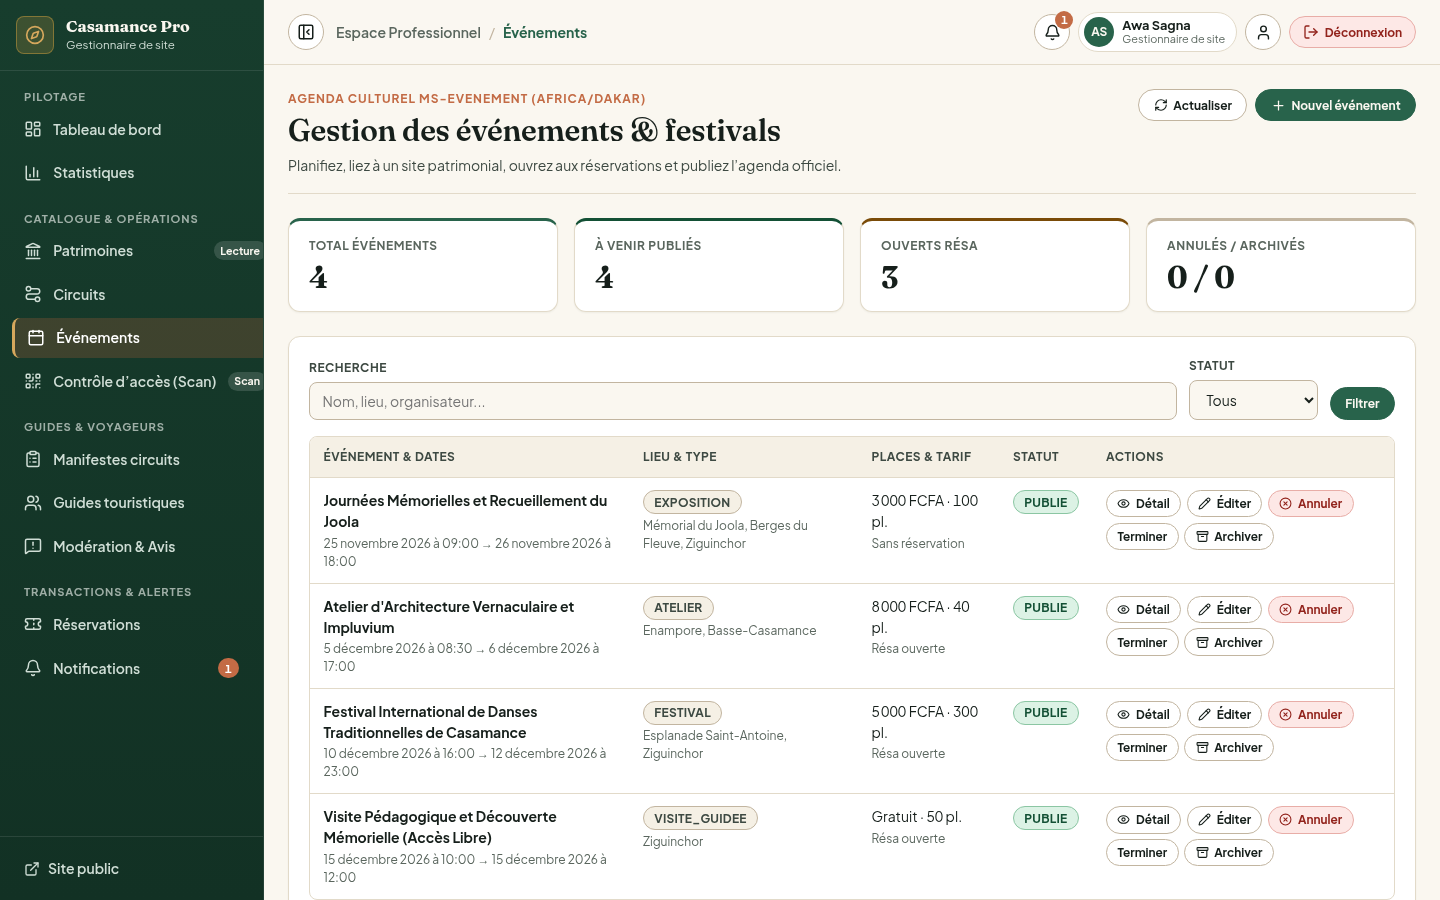 Casamance Pro
Gestionnaire de site
PILOTAGE
Tableau de bord
Statistiques
CATALOGUE & OPÉRATIONS
Patrimoines
Lecture
Circuits
Événements
Contrôle d’accès (Scan)
Scan
GUIDES & VOYAGEURS
Manifestes circuits
Guides touristiques
Modération & Avis
TRANSACTIONS & ALERTES
Réservations
Notifications
1
Site public
Espace Professionnel / Événements
1
AS
Awa Sagna
Gestionnaire de site
Déconnexion
AGENDA CULTUREL MS-EVENEMENT (AFRICA/DAKAR)
Gestion des événements & festivals
Planifiez, liez à un site patrimonial, ouvrez aux réservations et publiez l’agenda officiel.
Actualiser
Nouvel événement
TOTAL ÉVÉNEMENTS
4
À VENIR PUBLIÉS
4
OUVERTS RÉSA
3
ANNULÉS / ARCHIVÉS
0 / 0
RECHERCHE
Nom, lieu, organisateur...
STATUT
Tous
Filtrer
ÉVÉNEMENT & DATES
LIEU & TYPE
PLACES & TARIF
STATUT
ACTIONS
Journées Mémorielles et Recueillement du
Joola
25 novembre 2026 à 09:00 → 26 novembre 2026 à
18:00
EXPOSITION
Mémorial du Joola, Berges du
Fleuve, Ziguinchor
3 000 FCFA · 100
pl.
Sans réservation
PUBLIE
Détail
Éditer
Annuler
Terminer
Archiver
Atelier d'Architecture Vernaculaire et
Impluvium
5 décembre 2026 à 08:30 → 6 décembre 2026 à
17:00
ATELIER
Enampore, Basse-Casamance
8 000 FCFA · 40
pl.
Résa ouverte
PUBLIE
Détail
Éditer
Annuler
Terminer
Archiver
Festival International de Danses
Traditionnelles de Casamance
10 décembre 2026 à 16:00 → 12 décembre 2026 à
23:00
FESTIVAL
Esplanade Saint-Antoine,
Ziguinchor
5 000 FCFA · 300
pl.
Résa ouverte
PUBLIE
Détail
Éditer
Annuler
Terminer
Archiver
Visite Pédagogique et Découverte
Mémorielle (Accès Libre)
15 décembre 2026 à 10:00 → 15 décembre 2026 à
12:00
VISITE_GUIDEE
Ziguinchor
Gratuit · 50 pl.
Résa ouverte
PUBLIE
Détail
Éditer
Annuler
Terminer
Archiver